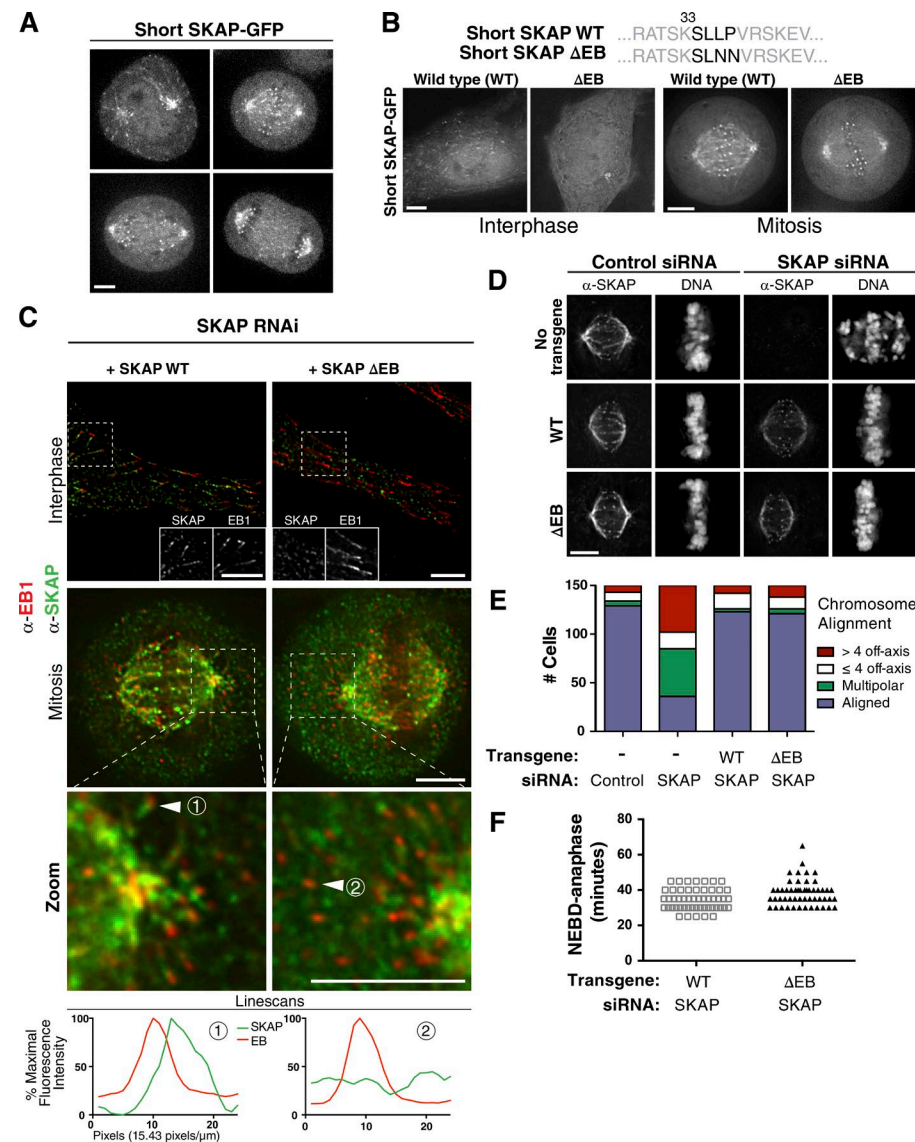 A
Short SKAP-GFP
B
33
Short SKAP WT ...RATSKSLLPVRSKEV...
Short SKAP ΔEB ...RATSKSLNNVRSKEV...
Wild type (WT) ΔEB Wild type (WT) ΔEB
Short SKAP-GFP
Interphase Mitosis
C
SKAP RNAi
+ SKAP WT + SKAP ΔEB
Interphase
SKAP EB1 SKAP EB1
α-EB1
α-SKAP
Mitosis
Zoom
①
②
Linescans
% Maximal
Fluorescence
Intensity
100
50
0
① SKAP
EB
0 10 20
Pixels (15.43 pixels/μm)
100
50
0
②
0 10 20
D
Control siRNA SKAP siRNA
α-SKAP DNA α-SKAP DNA
No
transgene
WT
ΔEB
E
# Cells
150
100
50
0
Chromosome
Alignment
> 4 off-axis
≤ 4 off-axis
Multipolar
Aligned
Transgene: - - WT ΔEB
siRNA: Control SKAP SKAP SKAP
F
NEBD-anaphase
(minutes)
80
60
40
20
0
Transgene: WT ΔEB
siRNA: SKAP SKAP